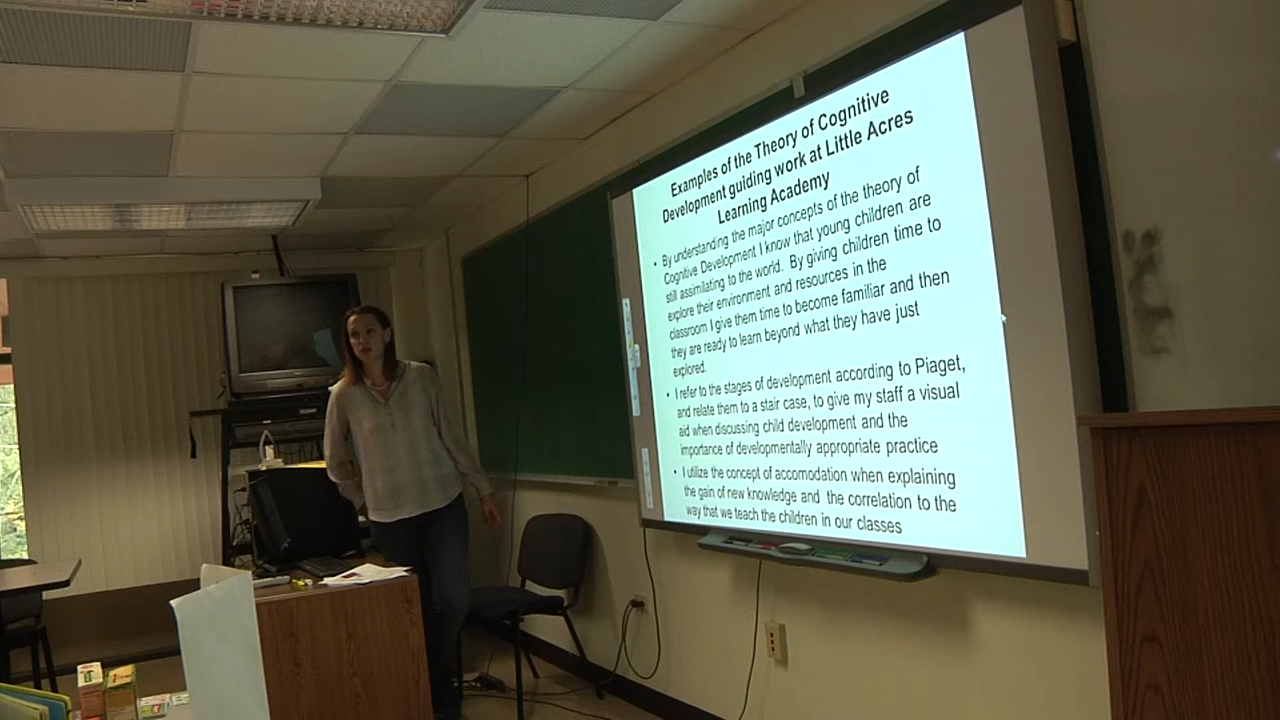 Examples of the Theory of Cognitive
Development guiding work at Little Acres
Learning Academy
• By understanding the major concepts of the theory of
Cognitive Development I know that young children are
still assimilating to the world. By giving children time to
explore their environment and resources in the
classroom I give them time to become familiar and then
they are ready to learn beyond what they have just
explored.
• I refer to the stages of development according to Piaget,
and relate them to a stair case, to give my staff a visual
aid when discussing child development and the
importance of developmentally appropriate practice
• I utilize the concept of accomodation when explaining
the gain of new knowledge and the correlation to the
way that we teach the children in our classes